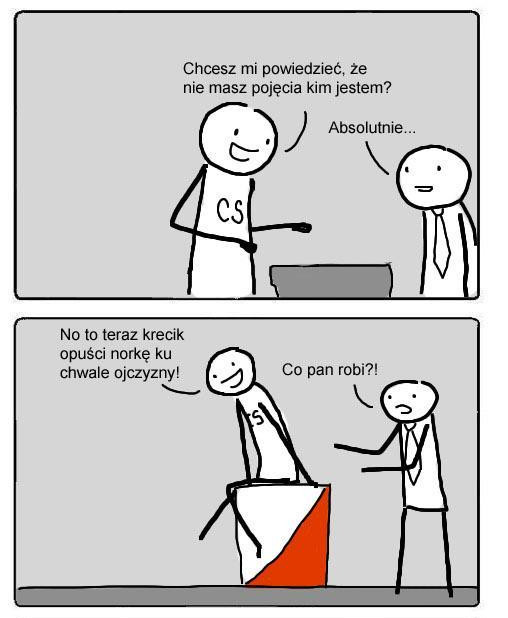 Chcesz mi powiedzieć, że
nie masz pojęcia kim jestem?
Absolutnie...
CS
No to teraz krecik
opuści norkę ku
chwale ojczyzny!
Co pan robi?!
CS